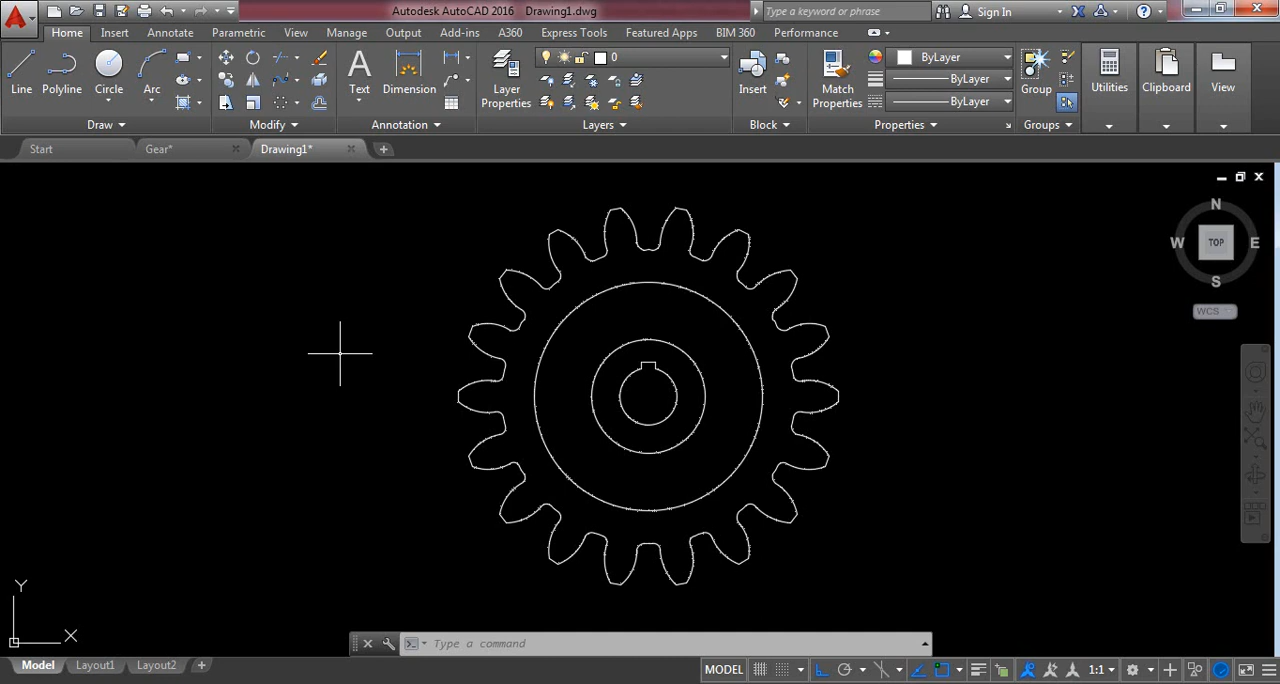 Autodesk AutoCAD 2016 Drawing1.dwg
Type a keyword or phrase
Sign In
Home Insert Annotate Parametric View Manage Output Add-ins A360 Express Tools Featured Apps BIM 360 Performance
Line Polyline Circle Arc
Text Dimension
Layer Properties
0
Insert
Match Properties
ByLayer
ByLayer
ByLayer
Group
Utilities
Clipboard
View
Draw Modify Annotation Layers Block Properties Groups
Start Gear* Drawing1*
N
W TOP E
S
WCS
Y
X
Type a command
Model Layout1 Layout2
MODEL 1:1